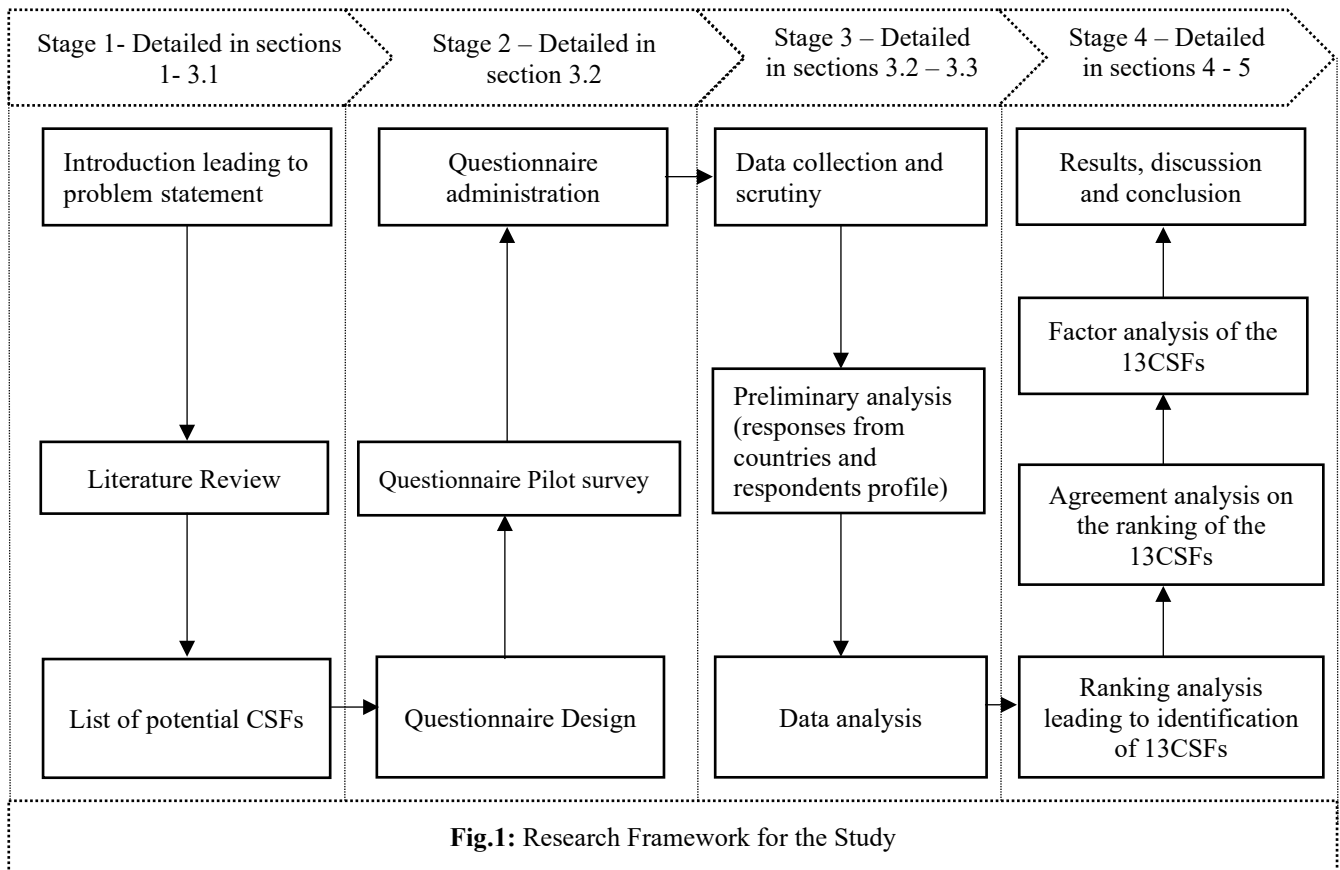 Stage 1- Detailed in sections
1- 3.1
Stage 2 – Detailed in
section 3.2
Stage 3 – Detailed
in sections 3.2 – 3.3
Stage 4 – Detailed
in sections 4 - 5
Introduction leading to
problem statement
Literature Review
List of potential CSFs
Questionnaire
administration
Questionnaire Pilot survey
Questionnaire Design
Data collection and
scrutiny
Preliminary analysis
(responses from
countries and
respondents profile)
Data analysis
Results, discussion
and conclusion
Factor analysis of the
13CSFs
Agreement analysis on
the ranking of the
13CSFs
Ranking analysis
leading to identification
of 13CSFs
Fig.1: Research Framework for the Study